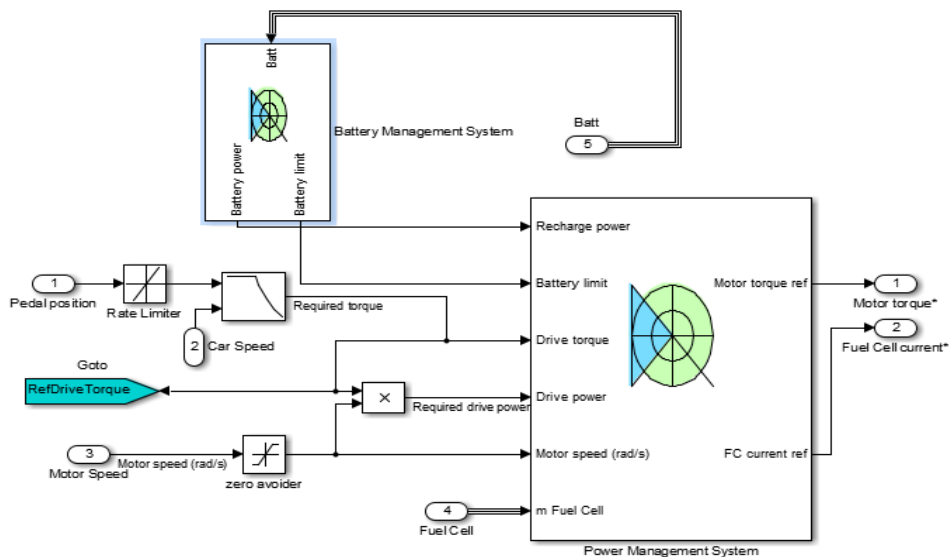 Batt
Battery Management System
Battery power
Battery limit
Batt
5
Recharge power
1
Pedal position
Rate Limiter
Required torque
2
Car Speed
Battery limit
Motor torque ref
1
Motor torque*
2
Fuel Cell current*
Drive torque
Goto
RefDriveTorque
×
Required drive power
Drive power
3
Motor Speed
Motor speed (rad/s)
zero avoider
Motor speed (rad/s)
FC current ref
4
Fuel Cell
m Fuel Cell
Power Management System